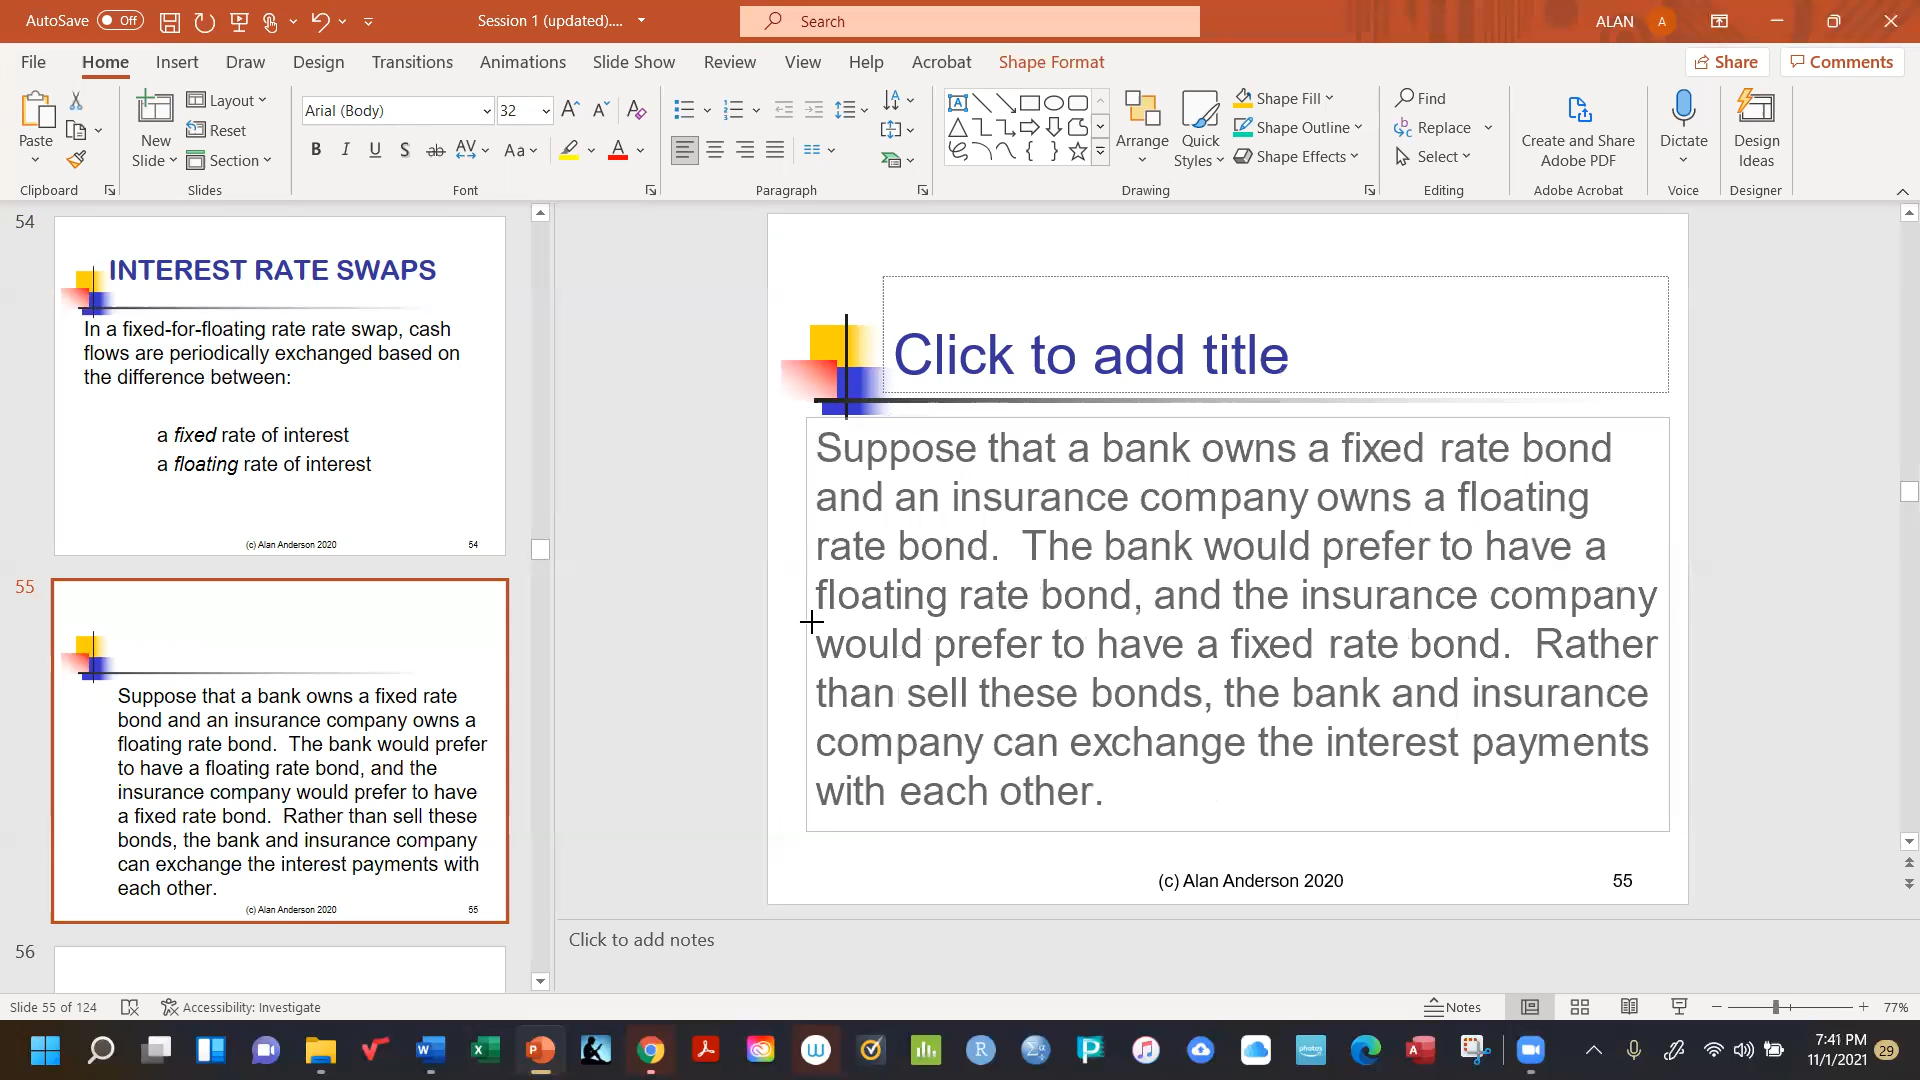 AutoSave Off Session 1 (updated).... Search ALAN A
File Home Insert Draw Design Transitions Animations Slide Show Review View Help Acrobat Shape Format Share Comments
Paste New Slide Layout Reset Section
Arial (Body) 32
B I U S ab AV Aa A
Arrange Quick Styles Shape Fill Shape Outline Shape Effects
Find Replace Select
Create and Share Adobe PDF Dictate Design Ideas
Clipboard Slides Font Paragraph Drawing Editing Adobe Acrobat Voice Designer
54
INTEREST RATE SWAPS
In a fixed-for-floating rate rate swap, cash
flows are periodically exchanged based on
the difference between:
a fixed rate of interest
a floating rate of interest
(c) Alan Anderson 2020 54
55
Suppose that a bank owns a fixed rate
bond and an insurance company owns a
floating rate bond.  The bank would prefer
to have a floating rate bond, and the
insurance company would prefer to have
a fixed rate bond.  Rather than sell these
bonds, the bank and insurance company
can exchange the interest payments with
each other.
(c) Alan Anderson 2020 55
56
Click to add title
Suppose that a bank owns a fixed rate bond
and an insurance company owns a floating
rate bond.  The bank would prefer to have a
floating rate bond, and the insurance company
would prefer to have a fixed rate bond.  Rather
than sell these bonds, the bank and insurance
company can exchange the interest payments
with each other.
(c) Alan Anderson 2020 55
Click to add notes
Slide 55 of 124 Accessibility: Investigate Notes 77%
7:41 PM
11/1/2021 29